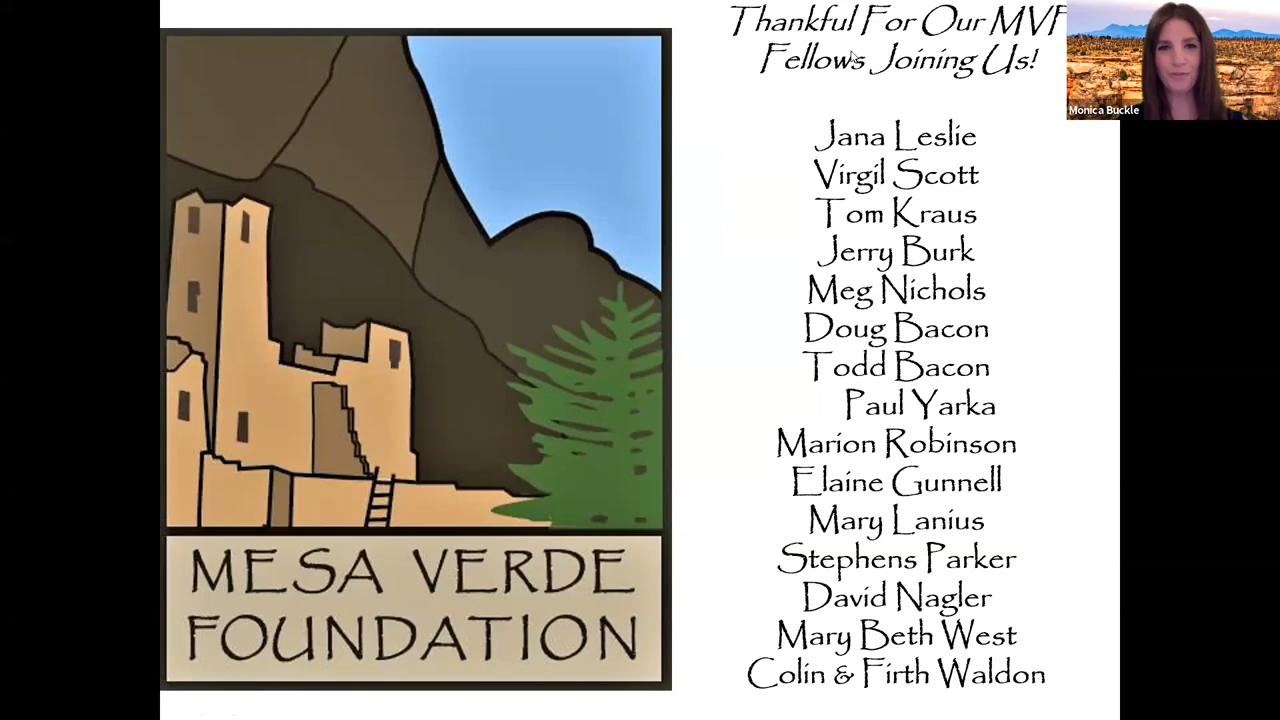 Thankful For Our MVF
Fellows Joining Us!
Monica Buckle
Jana Leslie
Virgil Scott
Tom Kraus
Jerry Burk
Meg Nichols
Doug Bacon
Todd Bacon
Paul Yarka
Marion Robinson
Elaine Gunnell
Mary Lanius
Stephens Parker
David Nagler
Mary Beth West
Colin & Firth Waldon
MESA VERDE
FOUNDATION